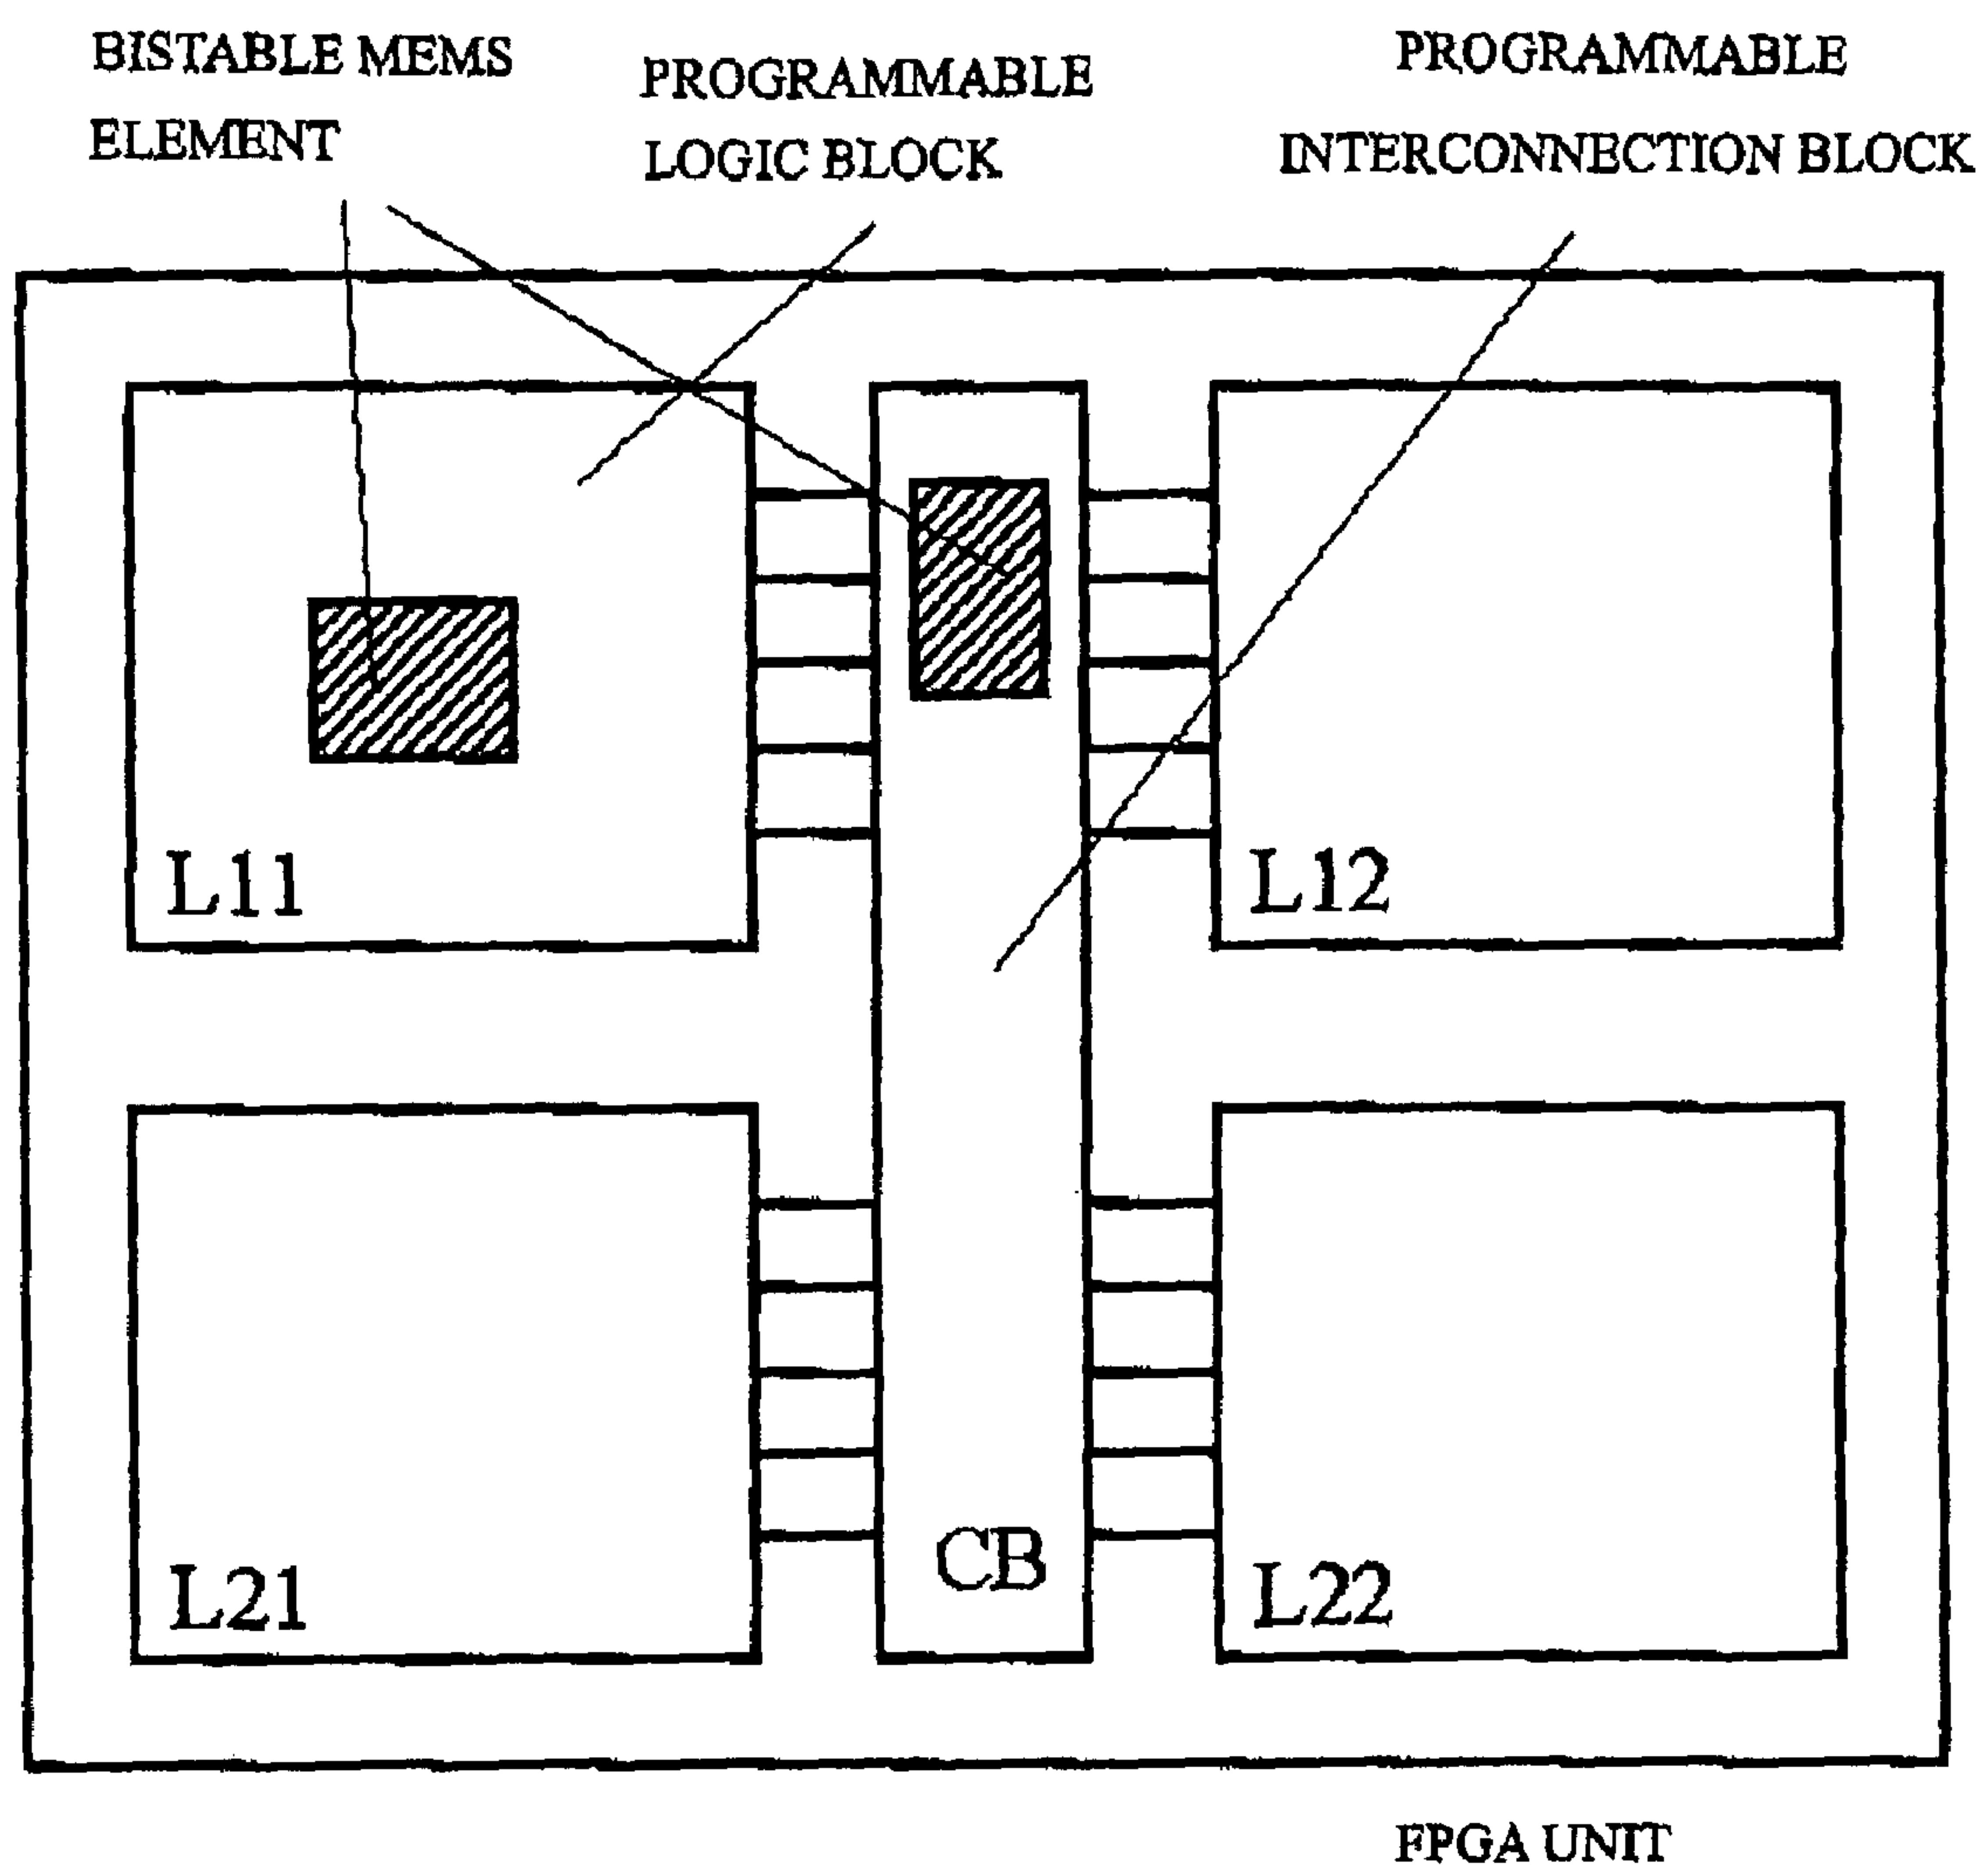 BISTABLE MEMS
ELEMENT
PROGRAMMABLE
LOGIC BLOCK
PROGRAMMABLE
INTERCONNECTION BLOCK
L11
L12
L21
CB
L22
FPGA UNIT